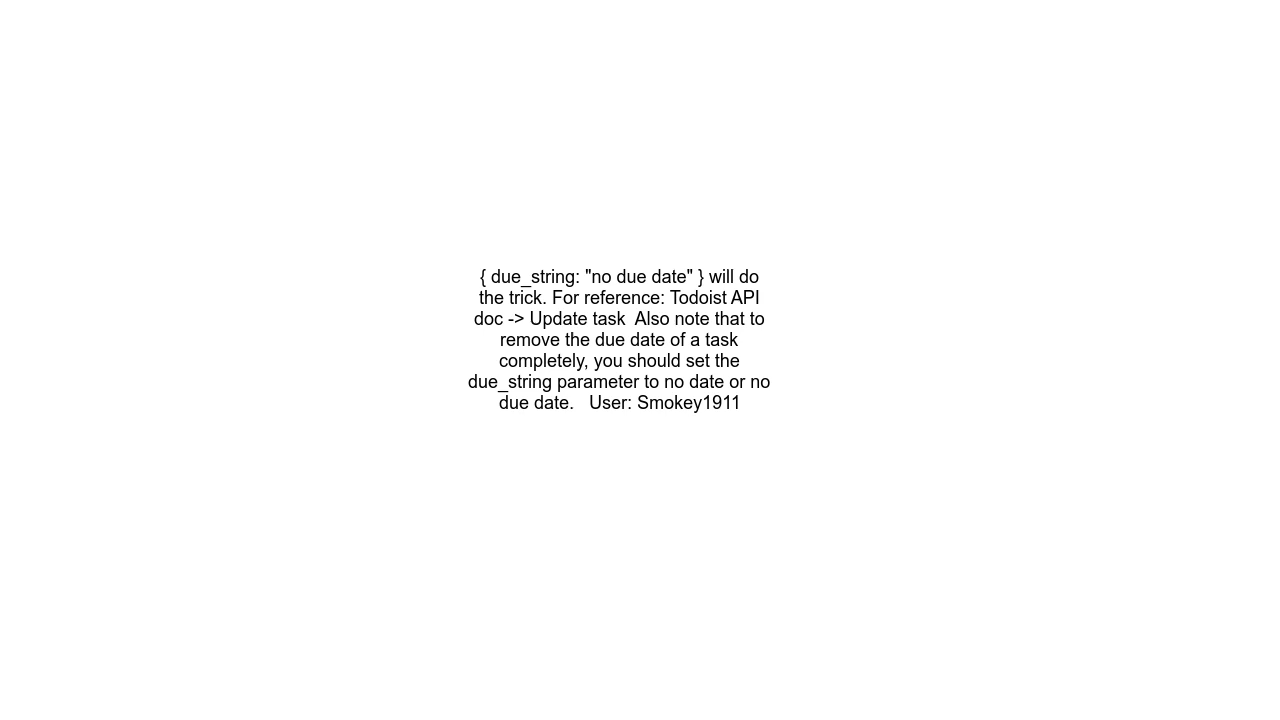 { due_string: "no due date" } will do
the trick. For reference: Todoist API
doc -> Update task  Also note that to
remove the due date of a task
completely, you should set the
due_string parameter to no date or no
due date.   User: Smokey1911